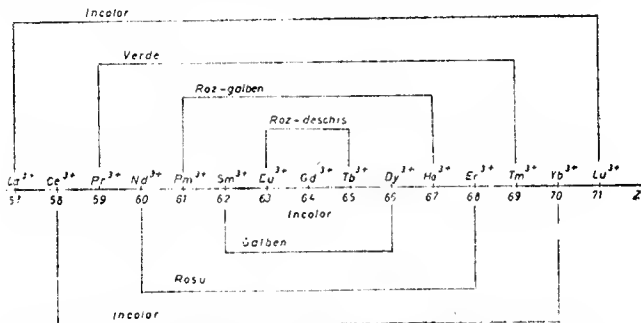 Incolor
Verde
Roz-galben
Roz-deschis
La³⁺ Ce³⁺ Pr³⁺ Nd³⁺ Pm³⁺ Sm³⁺ Eu³⁺ Gd³⁺ Tb³⁺ Dy³⁺ Ho³⁺ Er³⁺ Tm³⁺ Yb³⁺ Lu³⁺
57 58 59 60 61 62 63 64 65 66 67 68 69 70 71 Z
Incolor
Galben
Rosu
Incolor